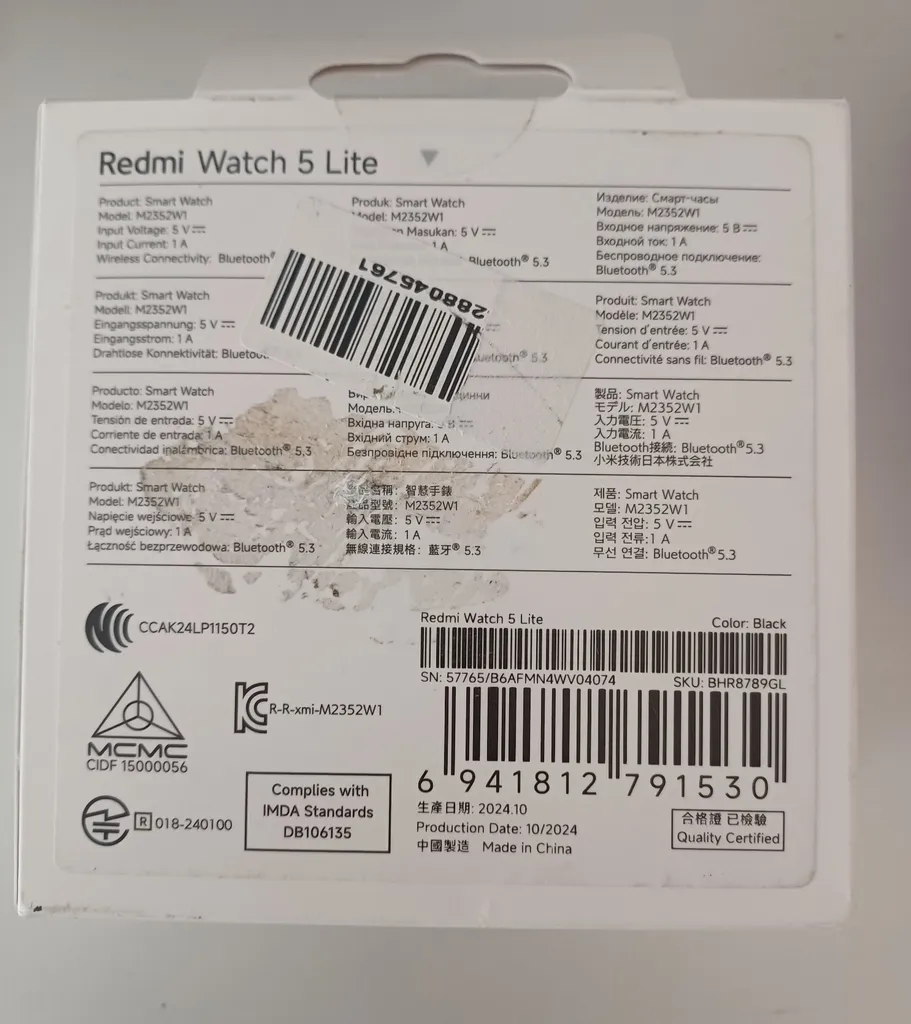 Redmi Watch 5 Lite
Product: Smart Watch
Model: M2352W1
Input Voltage: 5 V
Input Current: 1 A
Wireless Connectivity: Bluetooth®
Produk: Smart Watch
Model: M2352W1
Masukan: 5 V
1 A
Bluetooth® 5.3
Изделие: Смарт-часы
Модель: M2352W1
Входное напряжение: 5 В
Входной ток: 1 A
Беспроводное подключение:
Bluetooth® 5.3
288045761
Produkt: Smart Watch
Modell: M2352W1
Eingangsspannung: 5 V
Eingangsstrom: 1 A
Drahtlose Konnektivität:
Bluetooth® 5.3
Produit: Smart Watch
Modèle: M2352W1
Tension d'entrée: 5 V
Courant d'entrée: 1 A
Connectivité sans fil: Bluetooth® 5.3
Producto: Smart Watch
Modelo: M2352W1
Tensión de entrada: 5 V
Corriente de entrada: 1 A
Conectividad inalámbrica: Bluetooth® 5.3
Модель:
Вхідна напруга:
Вхідний струм: 1 A
Безпровідне підключення: Bluetooth® 5.3
製品: Smart Watch
モデル: M2352W1
入力電圧: 5 V
入力電流: 1 A
Bluetooth接続: Bluetooth®5.3
小米技術日本株式会社
Produkt: Smart Watch
Model: M2352W1
Napięcie wejściowe: 5 V
Prąd wejściowy: 1 A
Łączność bezprzewodowa: Bluetooth® 5.3
名稱: 智慧手錶
型號: M2352W1
輸入電壓: 5 V
輸入電流: 1 A
無線連接規格: 藍牙® 5.3
제품: Smart Watch
모델: M2352W1
입력 전압: 5 V
입력 전류:1 A
무선 연결: Bluetooth®5.3
CCAK24LP1150T2
MCMC
CIDF 15000056
R-R-xmi-M2352W1
R 018-240100
Complies with
IMDA Standards
DB106135
Redmi Watch 5 Lite
Color: Black
SN: 57765/B6AFMN4WV04074
SKU: BHR8789GL
6 941812 791530
生產日期: 2024.10
Production Date: 10/2024
中國製造 Made in China
合格證 已檢驗
Quality Certified